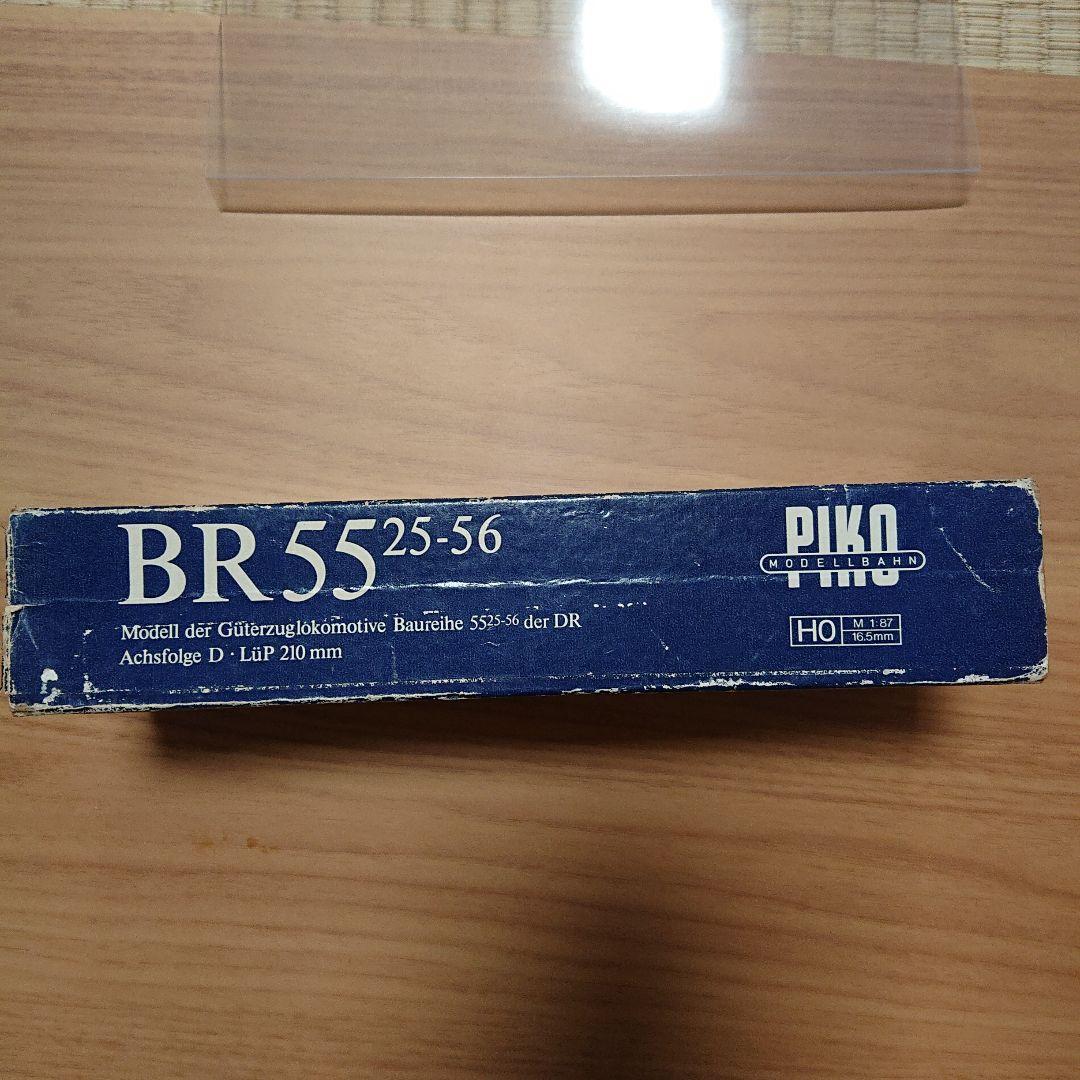 BR 55 25-56
Modell der Güterzuglokomotive Baureihe 55 25-56 der DR
Achsfolge D · LüP 210 mm
PIKO
MODELLBAHN
HO M 1:87
16.5mm